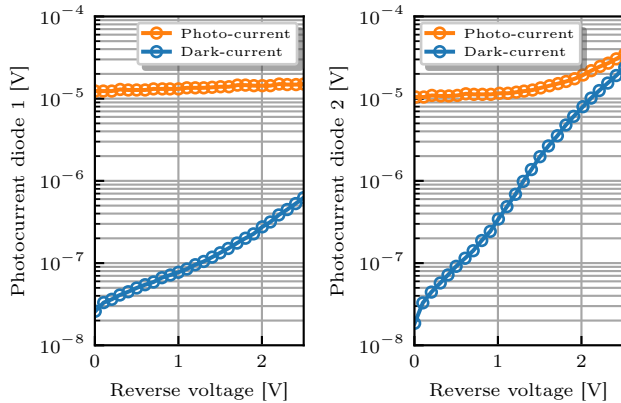 Photocurrent diode 1 [V]
10⁻⁴
10⁻⁵
10⁻⁶
10⁻⁷
10⁻⁸
Photo-current
Dark-current
0
1
2
Reverse voltage [V]
Photocurrent diode 2 [V]
10⁻⁴
10⁻⁵
10⁻⁶
10⁻⁷
10⁻⁸
Photo-current
Dark-current
0
1
2
Reverse voltage [V]